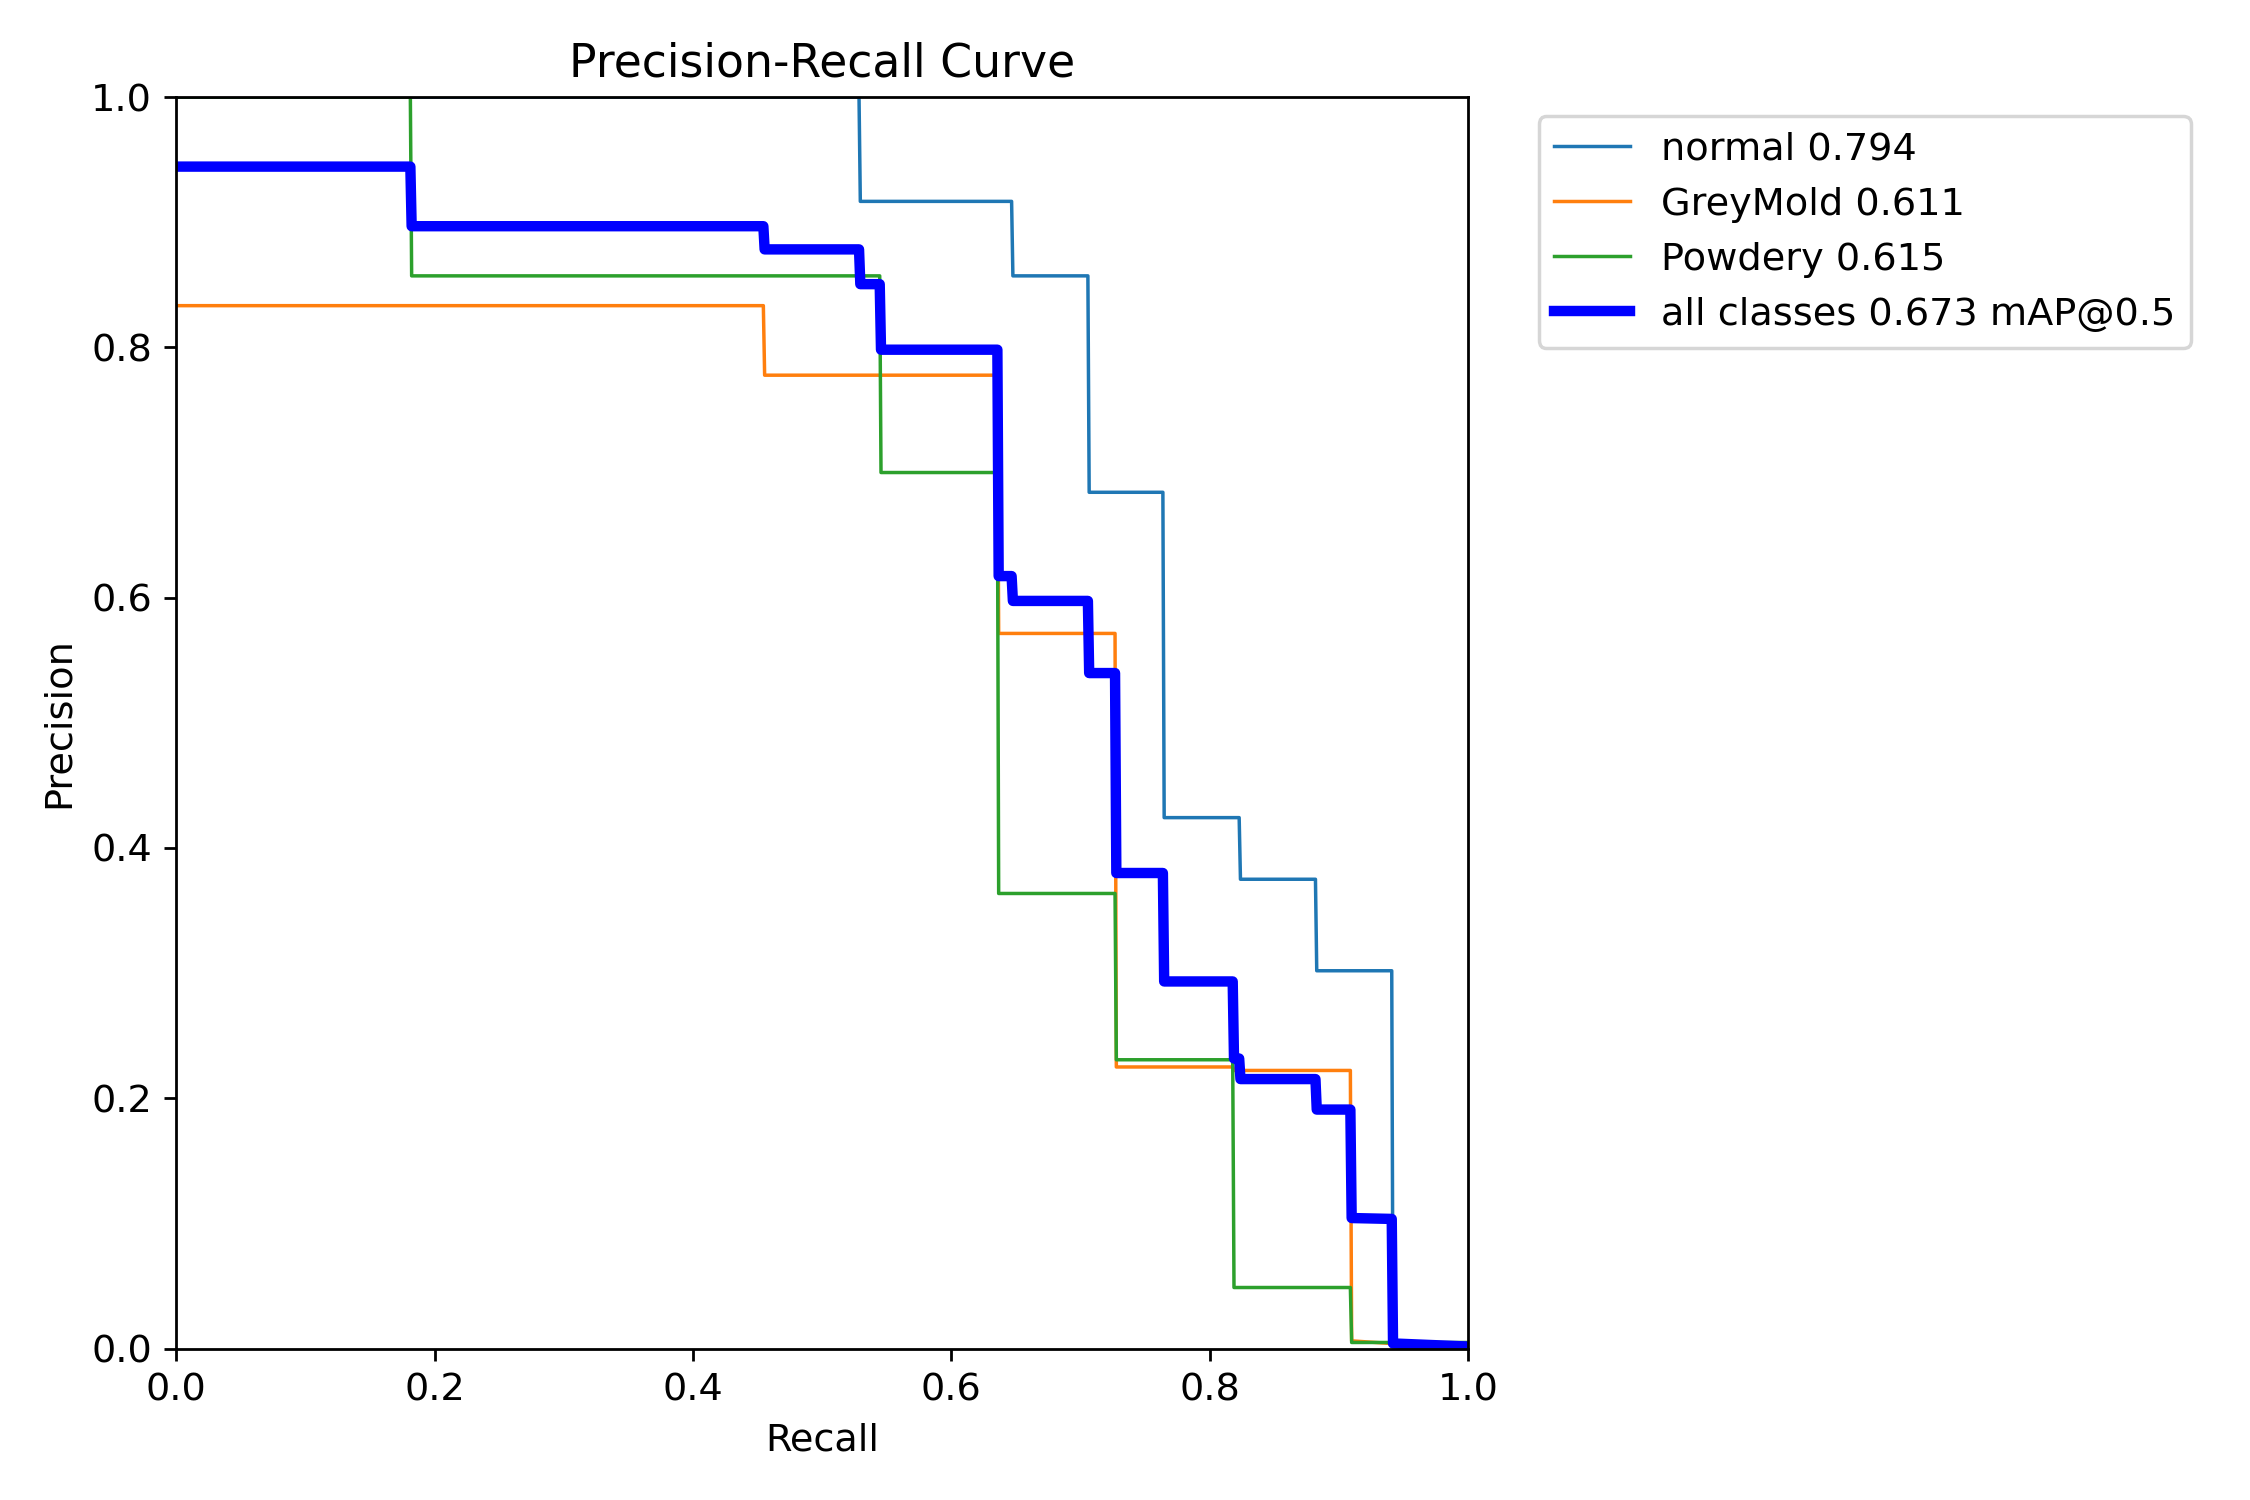 Precision-Recall Curve
1.0
0.8
0.6
0.4
0.2
0.0
Precision
0.0 0.2 0.4 0.6 0.8 1.0
Recall
normal 0.794
GreyMold 0.611
Powdery 0.615
all classes 0.673 mAP@0.5